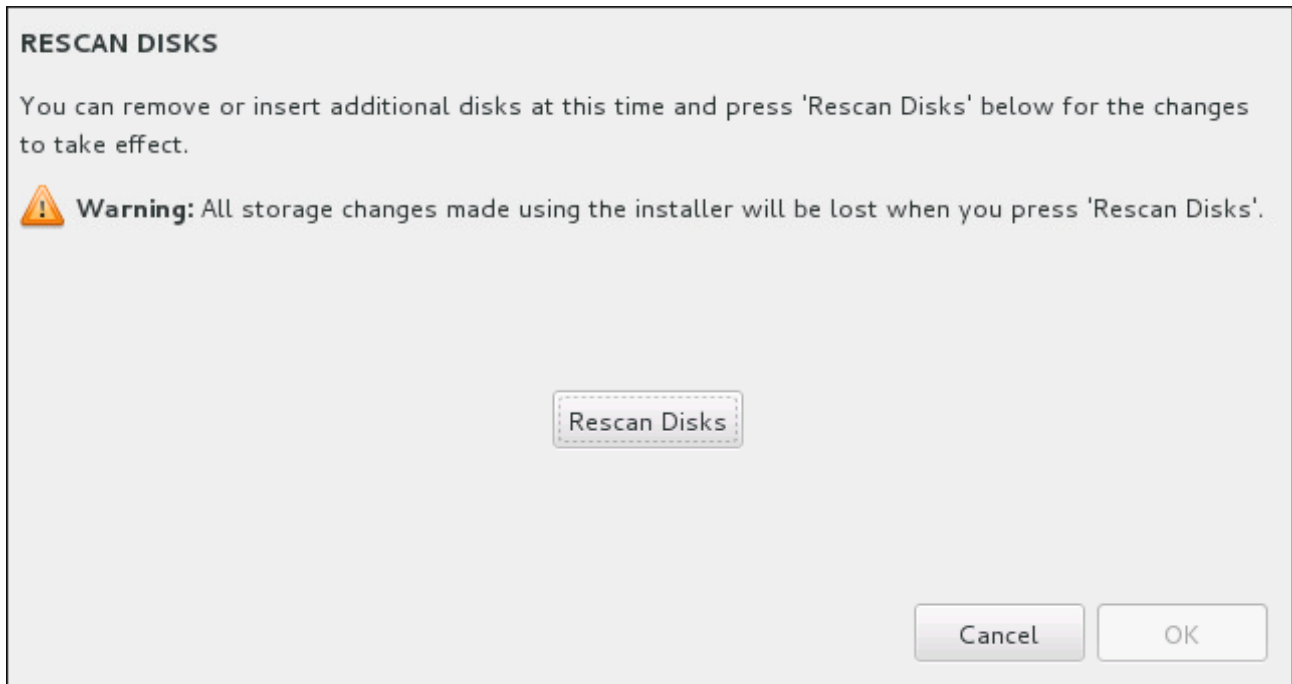 RESCAN DISKS
You can remove or insert additional disks at this time and press 'Rescan Disks' below for the changes
to take effect.
Warning: All storage changes made using the installer will be lost when you press 'Rescan Disks'.
Rescan Disks
Cancel
OK